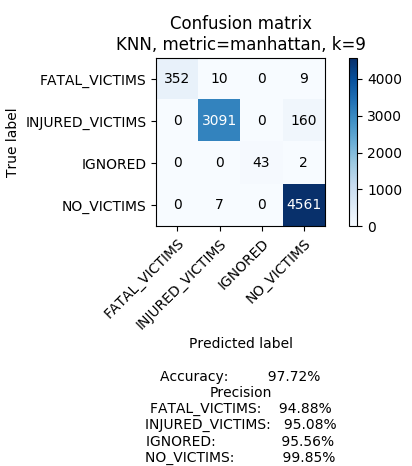 Confusion matrix
KNN, metric=manhattan, k=9
True label
FATAL_VICTIMS 352 10 0 9
INJURED_VICTIMS 0 3091 0 160
IGNORED 0 0 43 2
NO_VICTIMS 0 7 0 4561
4000
3000
2000
1000
0
FATAL_VICTIMS
INJURED_VICTIMS
IGNORED
NO_VICTIMS
Predicted label
Accuracy: 97.72%
Precision
FATAL_VICTIMS: 94.88%
INJURED_VICTIMS: 95.08%
IGNORED: 95.56%
NO_VICTIMS: 99.85%